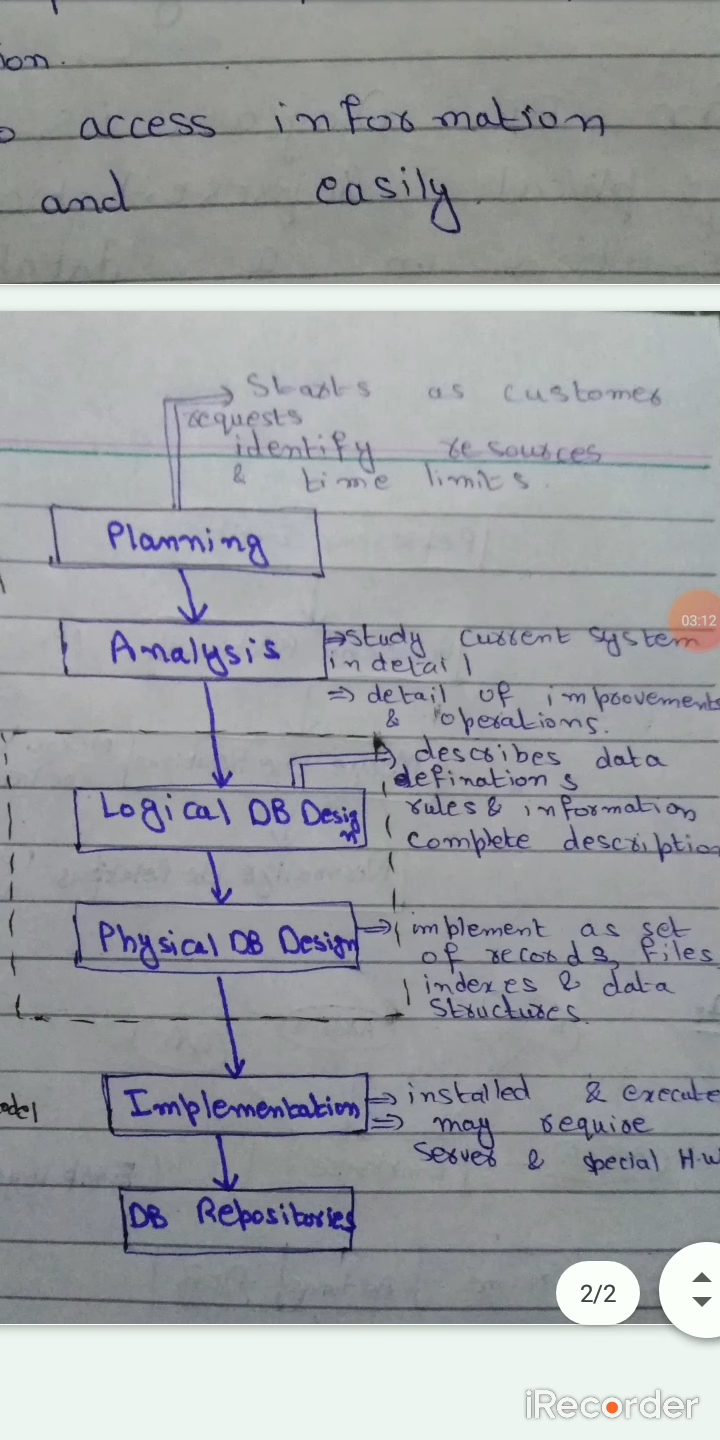 ion.
o access information
and easily.
Starts as customer
requests
identify resources
& time limits.
Planning
Analysis
⇒ study current system
in detail
⇒ detail of improvements
& operations.
describes data
definations
rules & information
complete description
Logical DB Design
Physical DB Design
⇒ implement as set
of records, files
indexes & data
structures.
odel
Implementation
⇒ installed & execute
⇒ may require
server & special H.w
DB Repositories
03:12
2/2
iRecorder